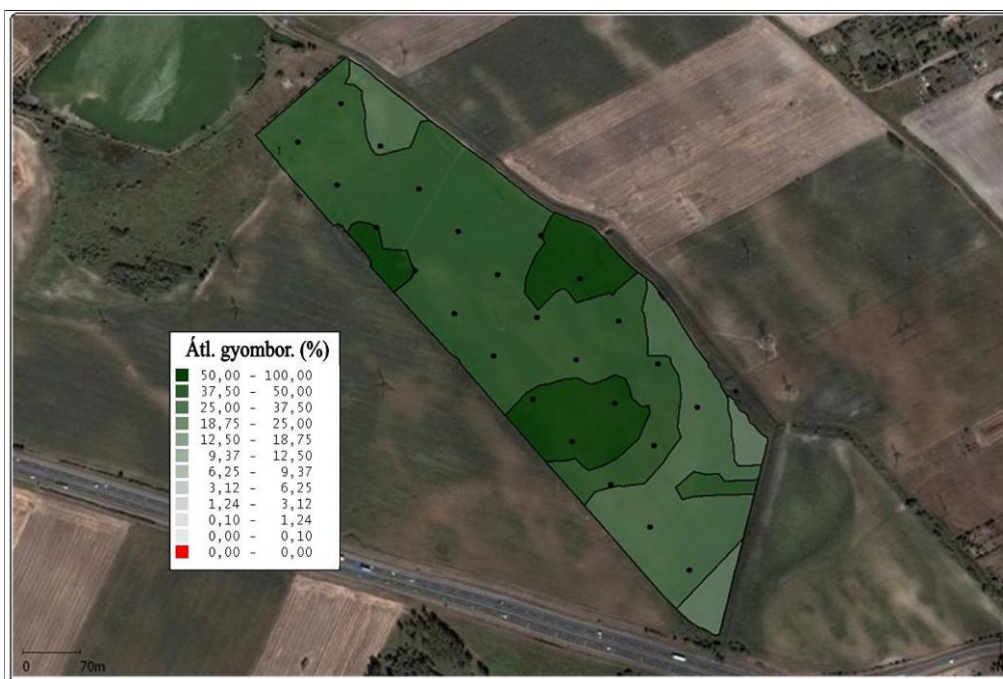 Átl. gyombor. (%)
50,00 - 100,00
37,50 - 50,00
25,00 - 37,50
18,75 - 25,00
12,50 - 18,75
9,37 - 12,50
6,25 - 9,37
3,12 - 6,25
1,24 - 3,12
0,10 - 1,24
0,00 - 0,10
0,00 - 0,00
0 70m